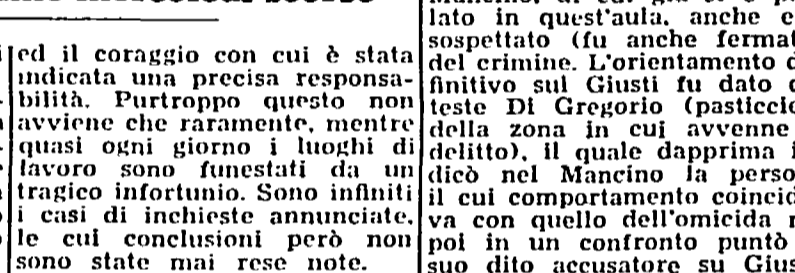 ed il coraggio con cui è stata
indicata una precisa responsa-
bilità. Purtroppo questo non
avviene che raramente, mentre
quasi ogni giorno i luoghi di
lavoro sono funestati da un
tragico infortunio. Sono infiniti
i casi di inchieste annunciate,
le cui conclusioni però non
sono state mai rese note.
lato in quest'aula, anche
sospettato (fu anche fermat
del crimine. L'orientamento d
finitivo sul Giusti fu dato
teste Di Gregorio (pasticcie
della zona in cui avvenne
delitto), il quale dapprima i
dicò nel Mancino la perso
il cui comportamento coincid
va con quello dell'omicida
poi in un confronto puntò
suo dito accusatore su Gius